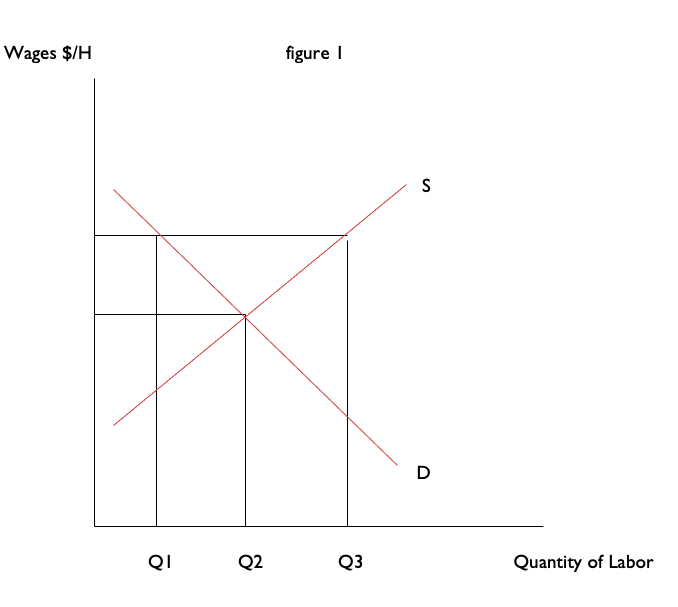 Wages $/H
figure 1
S
D
Q1 Q2 Q3 Quantity of Labor